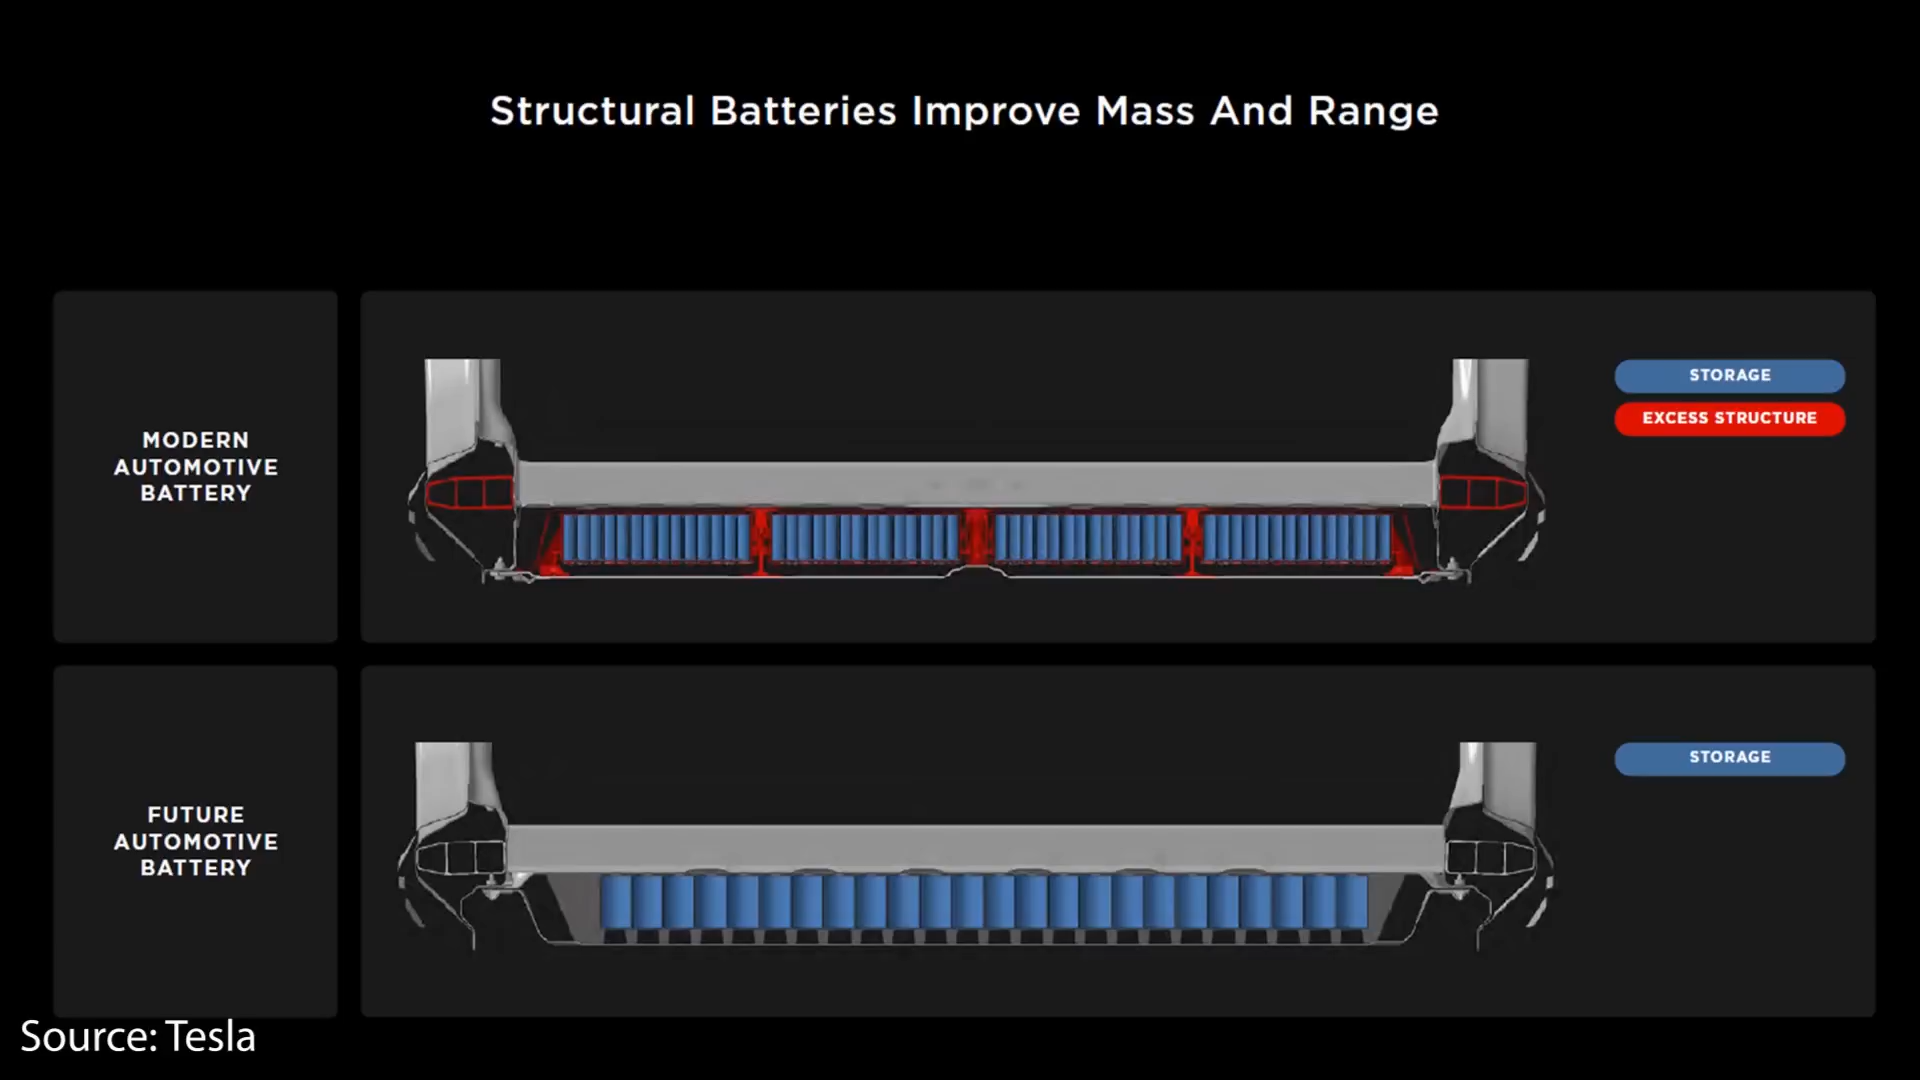 Structural Batteries Improve Mass And Range
MODERN
AUTOMOTIVE
BATTERY
STORAGE
EXCESS STRUCTURE
FUTURE
AUTOMOTIVE
BATTERY
STORAGE
Source: Tesla